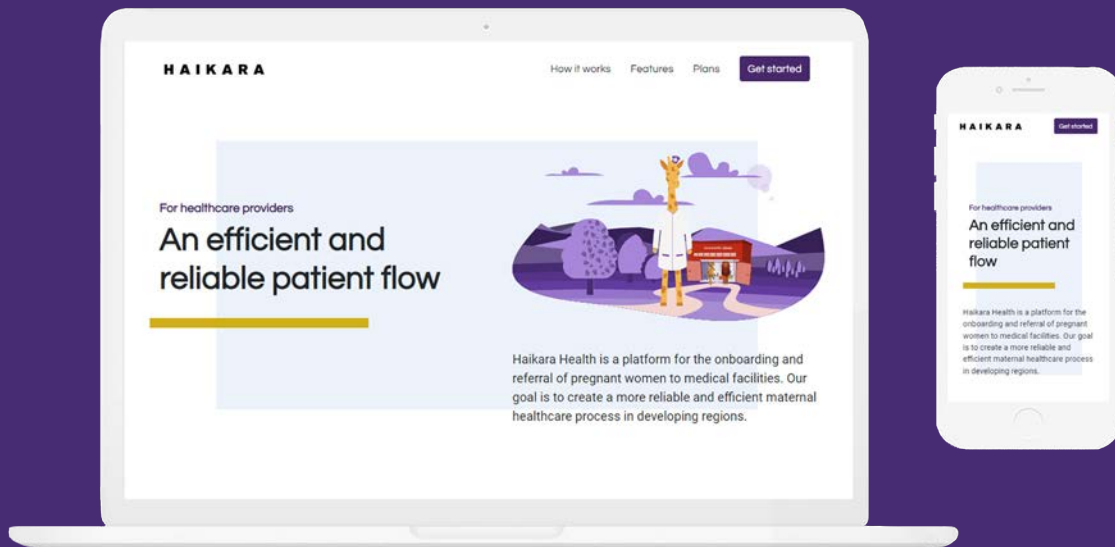 HAIKARA
How it works Features Plans Get started
For healthcare providers
An efficient and
reliable patient flow
Haikara Health is a platform for the onboarding and
referral of pregnant women to medical facilities. Our
goal is to create a more reliable and efficient maternal
healthcare process in developing regions.
HAIKARA Get started
For healthcare providers
An efficient and
reliable patient
flow
Haikara Health is a platform for the
onboarding and referral of pregnant
women to medical facilities. Our goal
is to create a more reliable and
efficient maternal healthcare process
in developing regions.